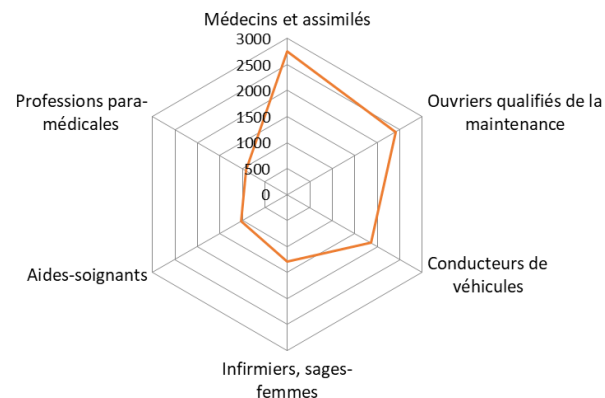 Médecins et assimilés
3000
2500
2000
1500
1000
500
0
Ouvriers qualifiés de la
maintenance
Conducteurs de
véhicules
Infirmiers, sages-
femmes
Aides-soignants
Professions para-
médicales